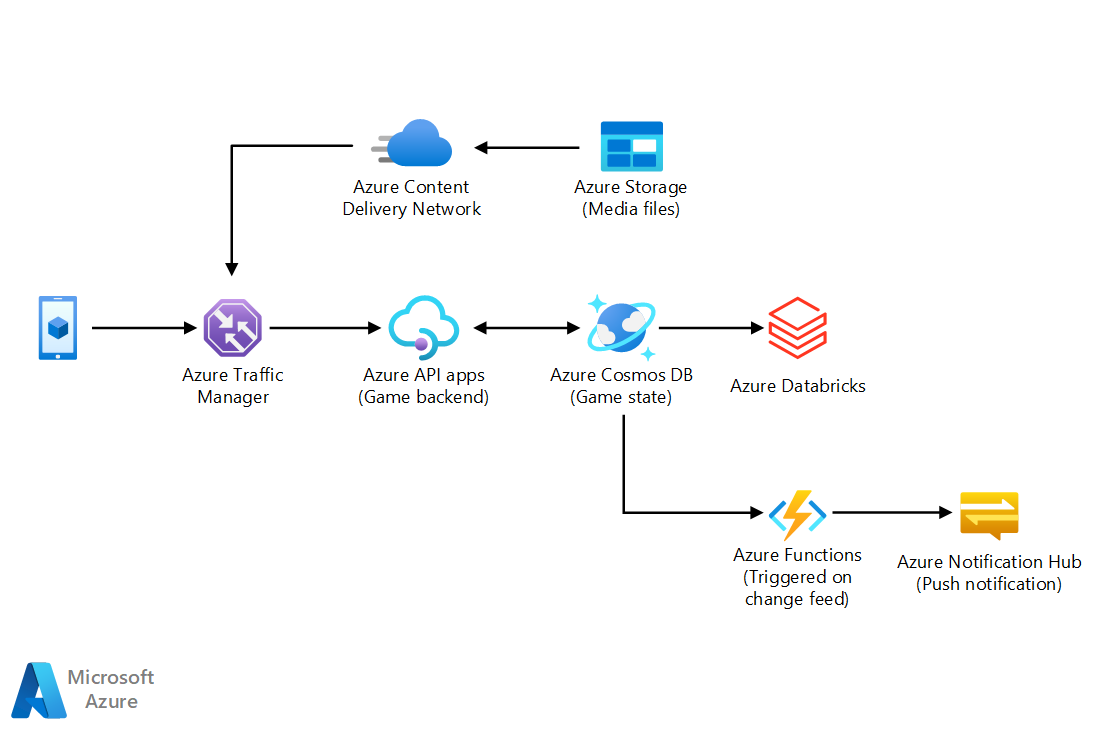 Azure Content
Delivery Network
Azure Storage
(Media files)
Azure Traffic
Manager
Azure API apps
(Game backend)
Azure Cosmos DB
(Game state)
Azure Databricks
Azure Functions
(Triggered on
change feed)
Azure Notification Hub
(Push notification)
Microsoft
Azure